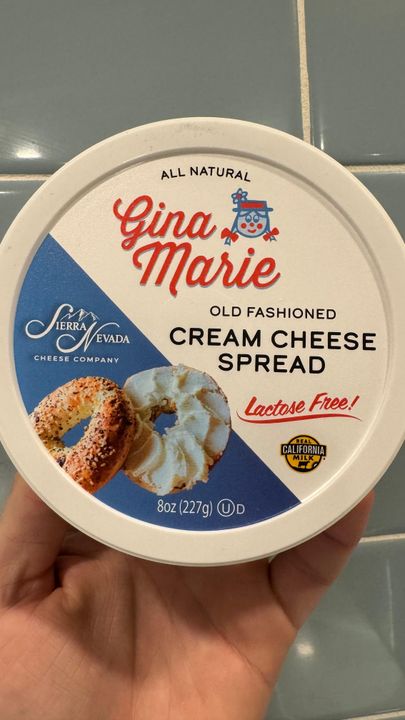 ALL NATURAL
Gina
Marie
OLD FASHIONED
CREAM CHEESE
SPREAD
Lactose Free!
SIERRA
NEVADA
CHEESE COMPANY
REAL
CALIFORNIA
MILK
8oz (227g) Ⓤ D